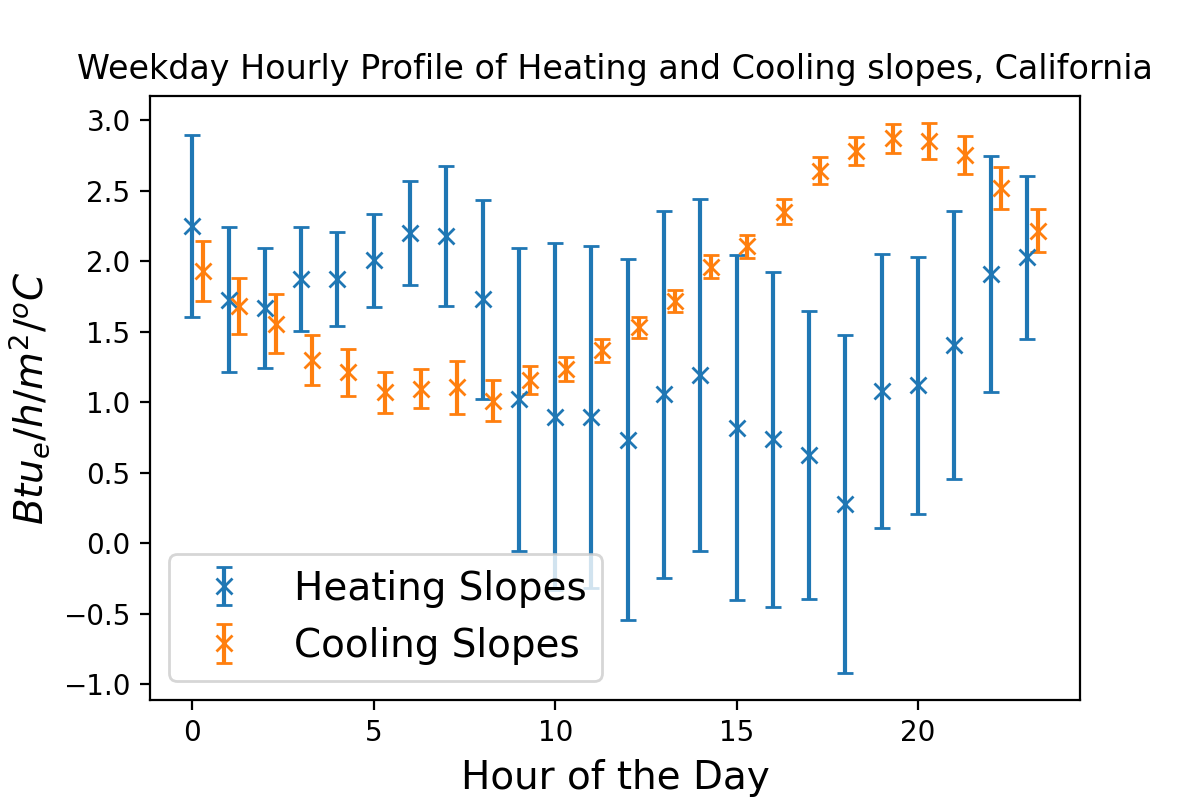 Weekday Hourly Profile of Heating and Cooling slopes, California
3.0
2.5
2.0
1.5
1.0
0.5
0.0
−0.5
−1.0
Btu_e/h/m²/°C
Heating Slopes
Cooling Slopes
0 5 10 15 20
Hour of the Day